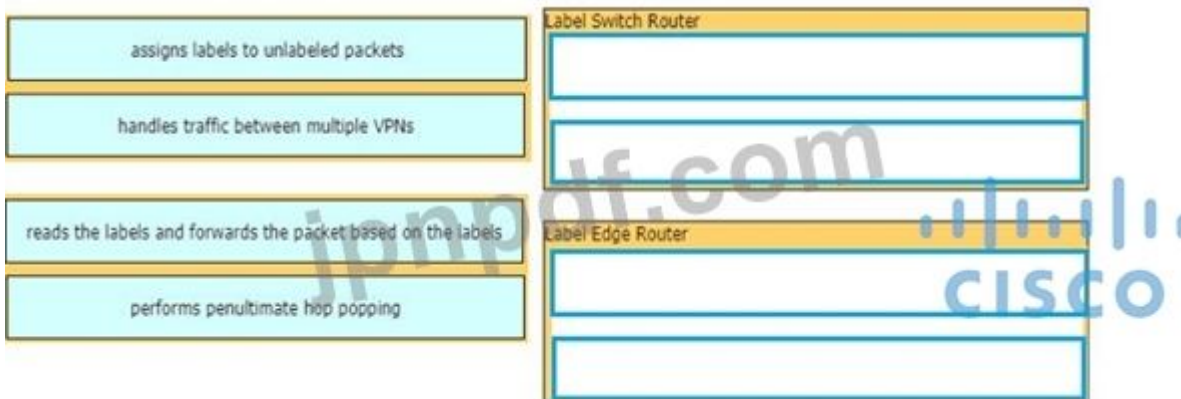 assigns labels to unlabeled packets
handles traffic between multiple VPNs
reads the labels and forwards the packet based on the labels
performs penultimate hop popping
Label Switch Router
Label Edge Router
jpnpdf.com
CISCO